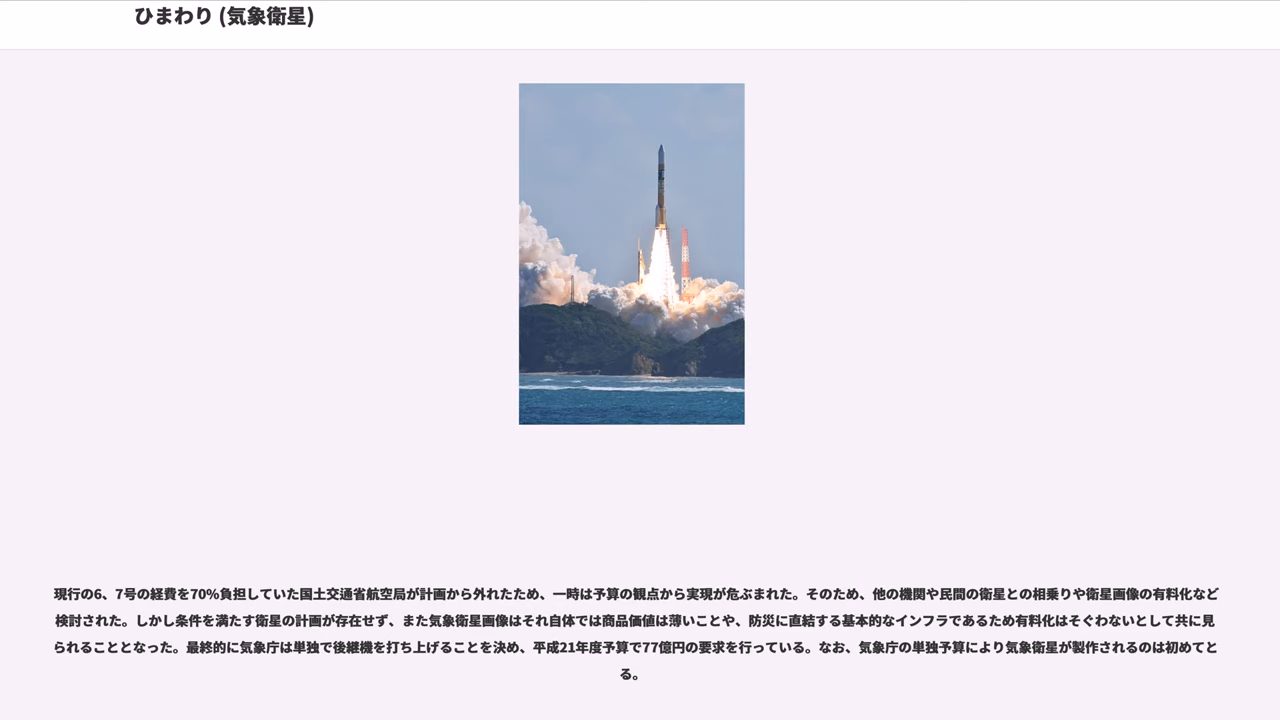 ひまわり (気象衛星)
現行の6、7号の経費を70%負担していた国土交通省航空局が計画から外れたため、一時は予算の観点から実現が危ぶまれた。そのため、他の機関や民間の衛星との相乗りや衛星画像の有料化など
検討された。しかし条件を満たす衛星の計画が存在せず、また気象衛星画像はそれ自体では商品価値は薄いことや、防災に直結する基本的なインフラであるため有料化はそぐわないとして共に見
られることとなった。最終的に気象庁は単独で後継機を打ち上げることを決め、平成21年度予算で77億円の要求を行っている。なお、気象庁の単独予算により気象衛星が製作されるのは初めてと
る。